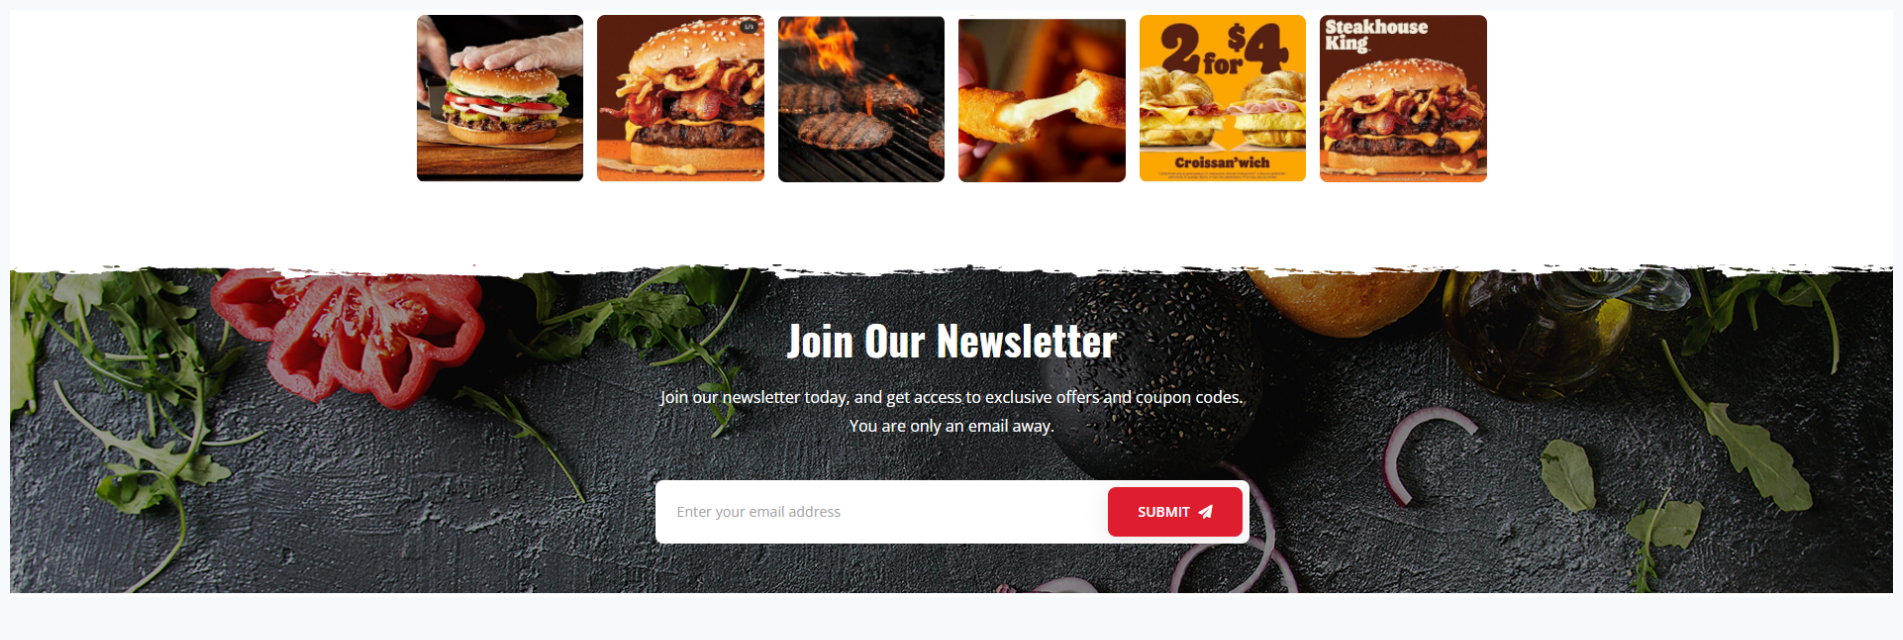 Steakhouse
King
2 for $4
Croissan'wich
Join Our Newsletter
Join our newsletter today, and get access to exclusive offers and coupon codes.
You are only an email away.
Enter your email address
SUBMIT